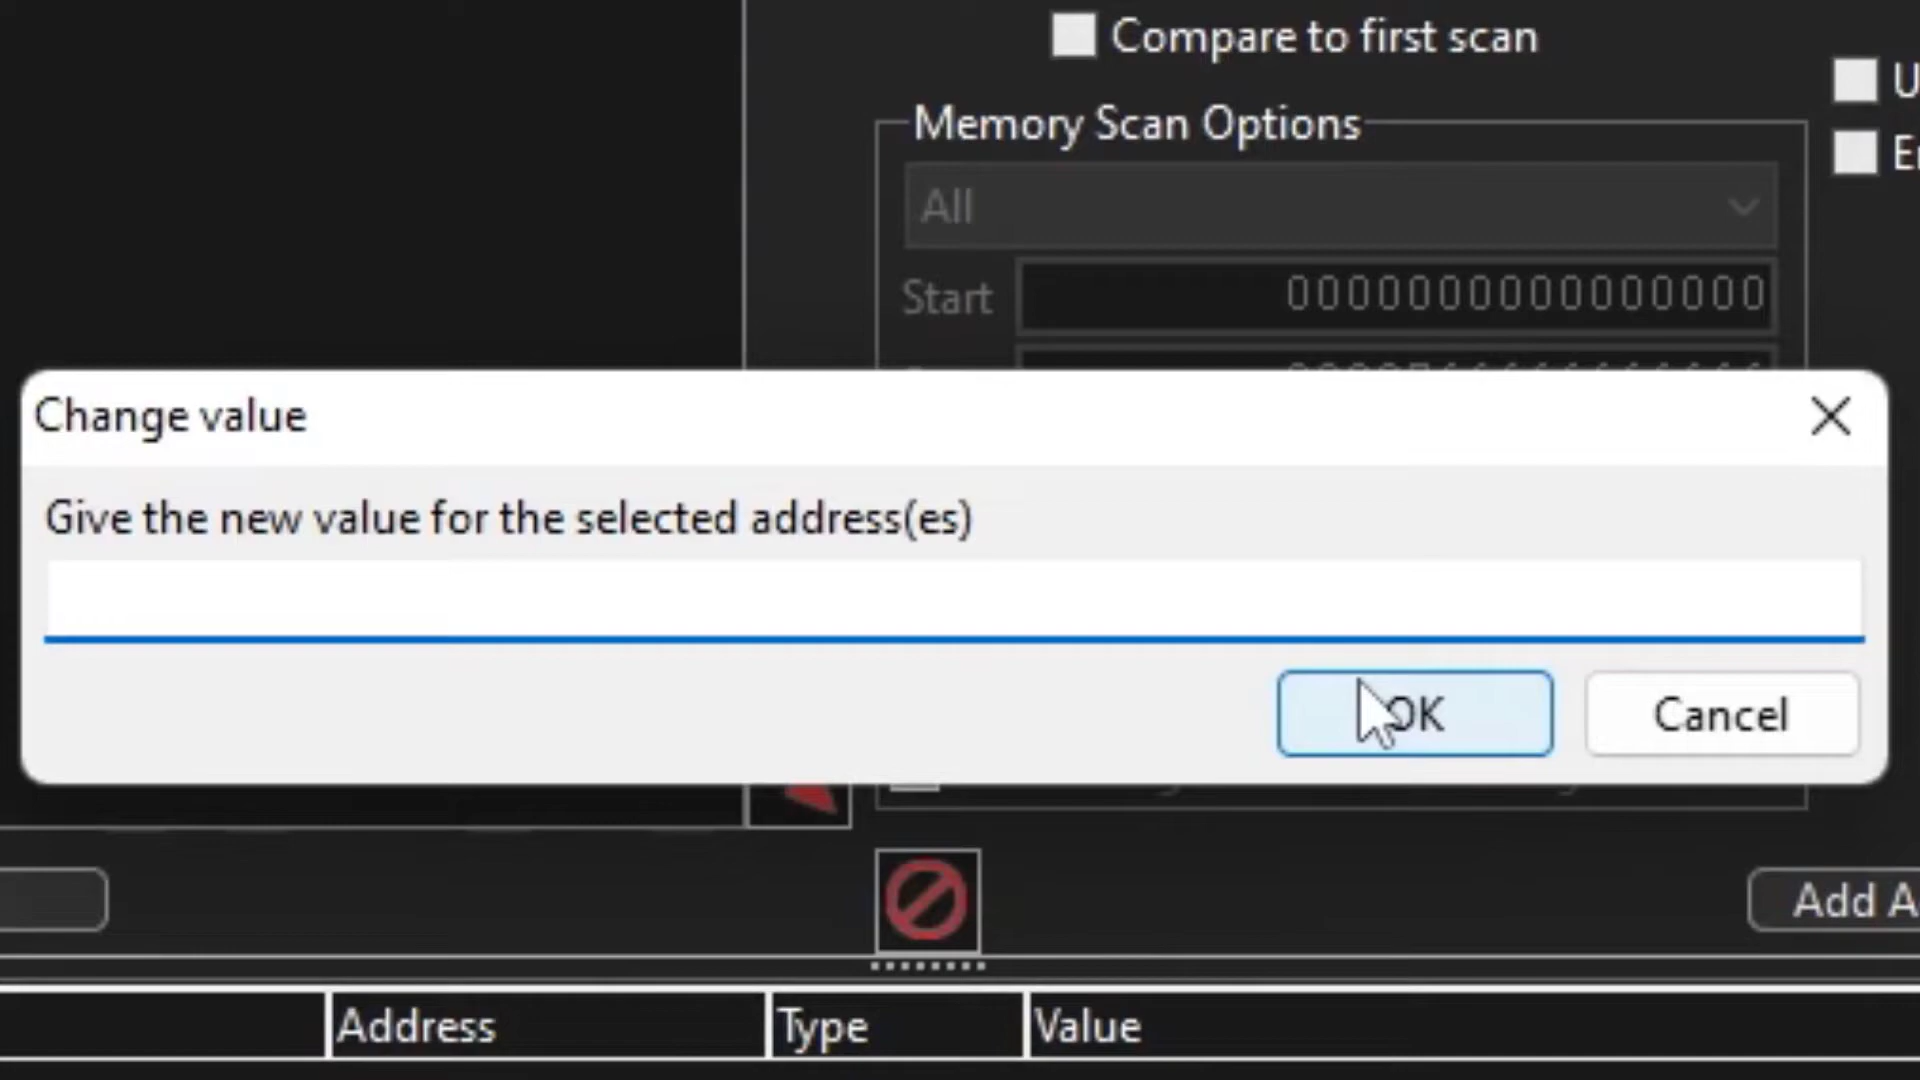 Compare to first scan
U
Memory Scan Options
All
Start 0000000000000000
Change value
Give the new value for the selected address(es)
OK Cancel
Add A
Address Type Value